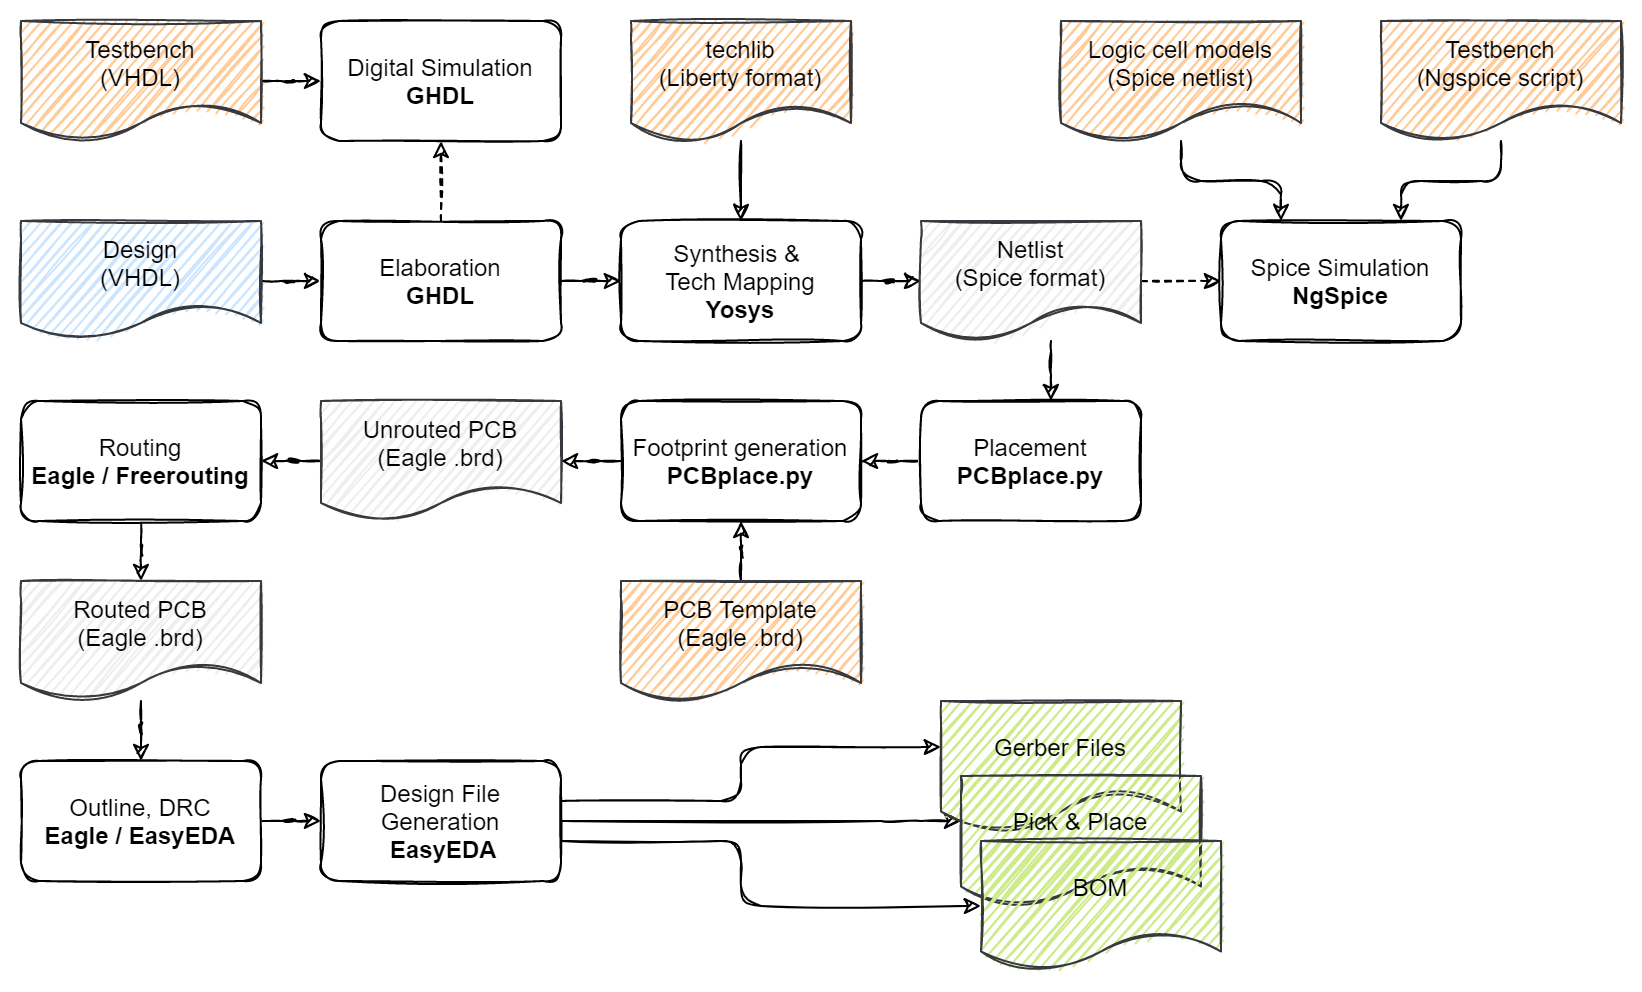 Testbench
(VHDL)
Digital Simulation
GHDL
techlib
(Liberty format)
Logic cell models
(Spice netlist)
Testbench
(Ngspice script)
Design
(VHDL)
Elaboration
GHDL
Synthesis &
Tech Mapping
Yosys
Netlist
(Spice format)
Spice Simulation
NgSpice
Routing
Eagle / Freerouting
Unrouted PCB
(Eagle .brd)
Footprint generation
PCBplace.py
Placement
PCBplace.py
Routed PCB
(Eagle .brd)
PCB Template
(Eagle .brd)
Outline, DRC
Eagle / EasyEDA
Design File
Generation
EasyEDA
Gerber Files
Pick & Place
BOM